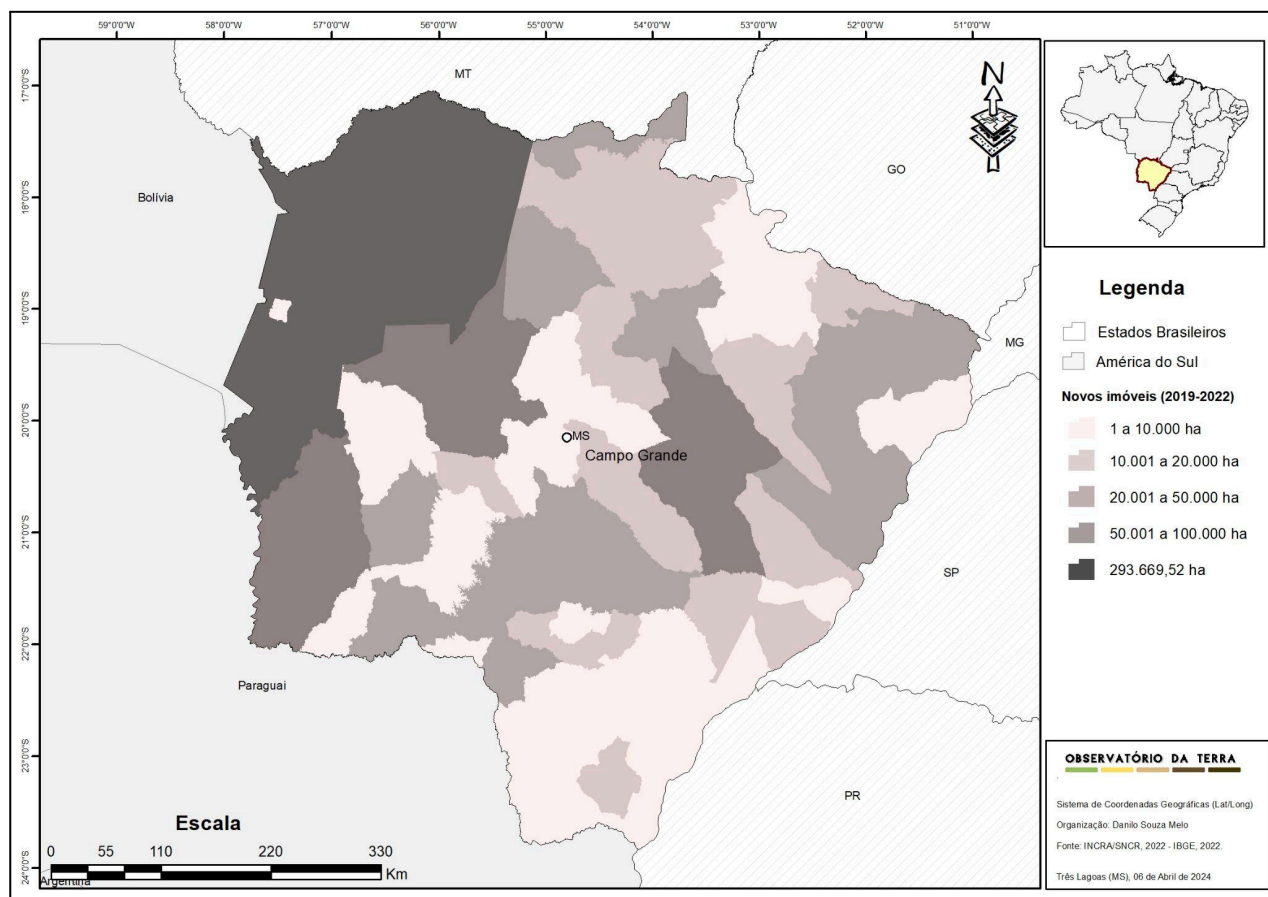 59°0'0"W 58°0'0"W 57°0'0"W 56°0'0"W 55°0'0"W 54°0'0"W 53°0'0"W 52°0'0"W 51°0'0"W
17°0'0"S
18°0'0"S
19°0'0"S
20°0'0"S
21°0'0"S
22°0'0"S
23°0'0"S
24°0'0"S
MT
N
GO
Bolívia
MG
MS
Campo Grande
SP
Paraguai
PR
Escala
0 55 110 220 330
Km
Argentina
Legenda
Estados Brasileiros
América do Sul
Novos imóveis (2019-2022)
1 a 10.000 ha
10.001 a 20.000 ha
20.001 a 50.000 ha
50.001 a 100.000 ha
293.669,52 ha
OBSERVATÓRIO DA TERRA
Sistema de Coordenadas Geográficas (Lat/Long)
Organização: Danilo Souza Melo
Fonte: INCRA/SNCR, 2022 - IBGE, 2022.
Três Lagoas (MS), 06 de Abril de 2024